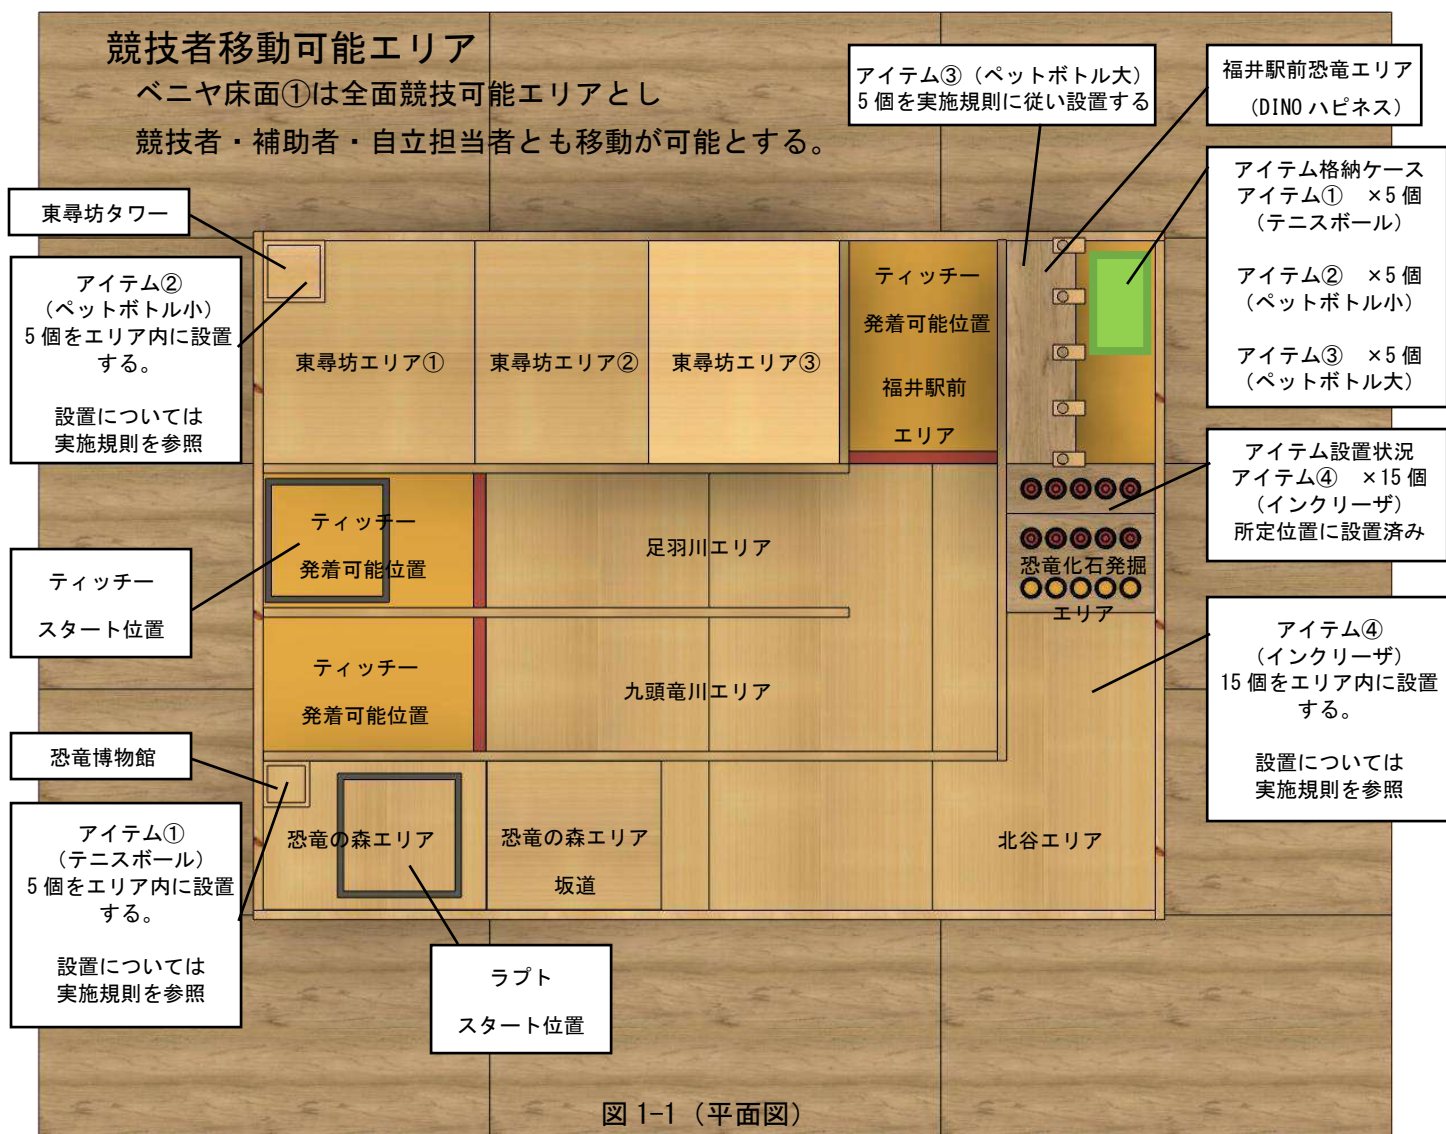 競技者移動可能エリア
ベニヤ床面①は全面競技可能エリアとし
競技者・補助者・自立担当者とも移動が可能とする。
アイテム③（ペットボトル大）
5個を実施規則に従い設置する
福井駅前恐竜エリア
（DINOハピネス）
アイテム格納ケース
アイテム①　×5個
（テニスボール）
アイテム②　×5個
（ペットボトル小）
アイテム③　×5個
（ペットボトル大）
東尋坊タワー
アイテム②
（ペットボトル小）
5個をエリア内に設置
する。
設置については
実施規則を参照
東尋坊エリア①
東尋坊エリア②
東尋坊エリア③
ティッチー
発着可能位置
福井駅前
エリア
アイテム設置状況
アイテム④　×15個
（インクリーザ）
所定位置に設置済み
ティッチー
発着可能位置
足羽川エリア
恐竜化石発掘
エリア
ティッチー
スタート位置
ティッチー
発着可能位置
九頭竜川エリア
アイテム④
（インクリーザ）
15個をエリア内に設置
する。
設置については
実施規則を参照
恐竜博物館
アイテム①
（テニスボール）
5個をエリア内に設置
する。
設置については
実施規則を参照
恐竜の森エリア
恐竜の森エリア
坂道
北谷エリア
ラプト
スタート位置
図1-1（平面図）